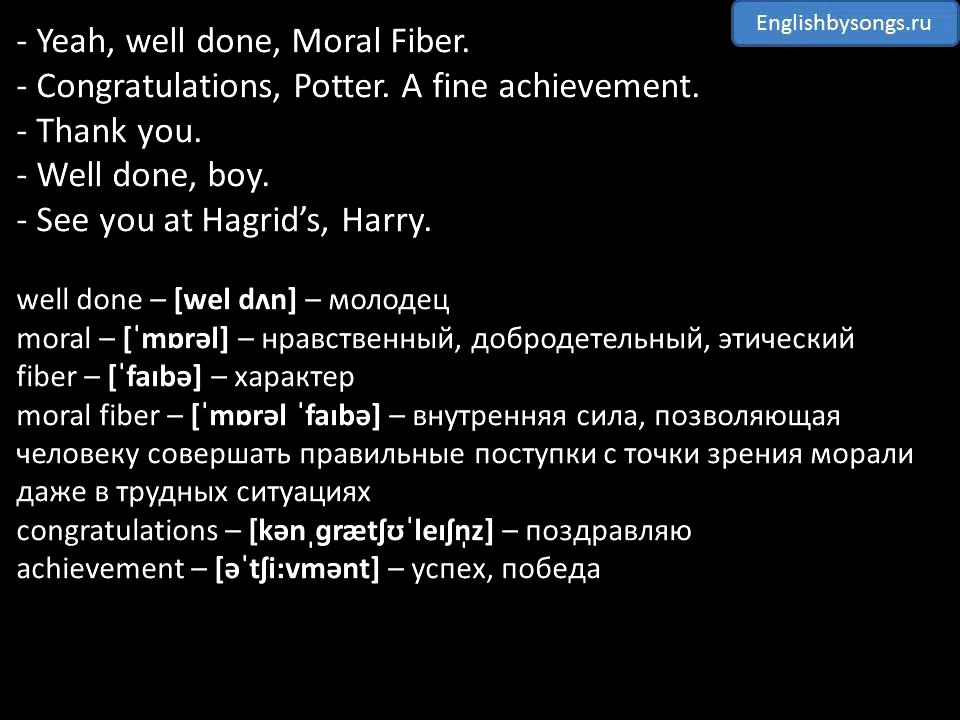 Englishbysongs.ru
- Yeah, well done, Moral Fiber.
- Congratulations, Potter. A fine achievement.
- Thank you.
- Well done, boy.
- See you at Hagrid’s, Harry.
well done – [wel dʌn] – молодец
moral – [ˈmɒrəl] – нравственный, добродетельный, этический
fiber – [ˈfaɪbə] – характер
moral fiber – [ˈmɒrəl ˈfaɪbə] – внутренняя сила, позволяющая
человеку совершать правильные поступки с точки зрения морали
даже в трудных ситуациях
congratulations – [kənˌgrætʃʊˈleɪʃn̩z] – поздравляю
achievement – [əˈtʃi:vmənt] – успех, победа